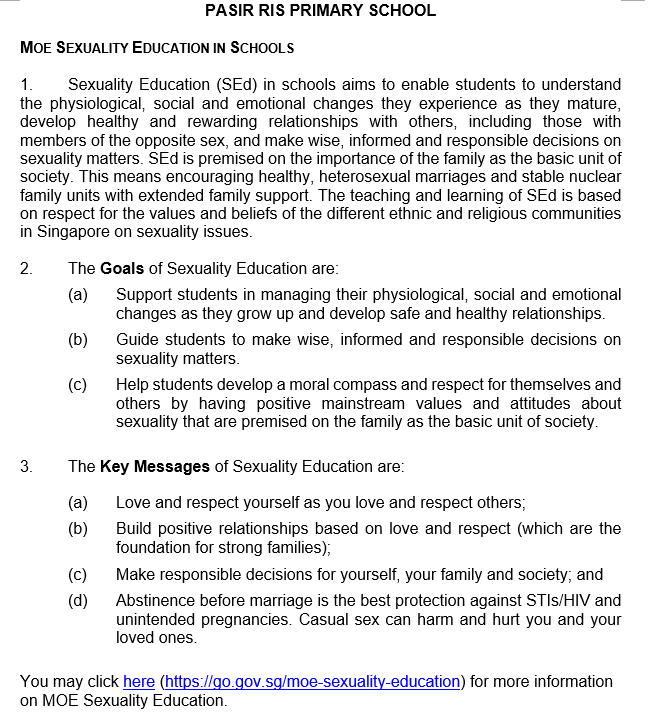 PASIR RIS PRIMARY SCHOOL
MOE SEXUALITY EDUCATION IN SCHOOLS
1. Sexuality Education (SEd) in schools aims to enable students to understand
the physiological, social and emotional changes they experience as they mature,
develop healthy and rewarding relationships with others, including those with
members of the opposite sex, and make wise, informed and responsible decisions on
sexuality matters. SEd is premised on the importance of the family as the basic unit of
society. This means encouraging healthy, heterosexual marriages and stable nuclear
family units with extended family support. The teaching and learning of SEd is based
on respect for the values and beliefs of the different ethnic and religious communities
in Singapore on sexuality issues.
2. The Goals of Sexuality Education are:
(a) Support students in managing their physiological, social and emotional
changes as they grow up and develop safe and healthy relationships.
(b) Guide students to make wise, informed and responsible decisions on
sexuality matters.
(c) Help students develop a moral compass and respect for themselves and
others by having positive mainstream values and attitudes about
sexuality that are premised on the family as the basic unit of society.
3. The Key Messages of Sexuality Education are:
(a) Love and respect yourself as you love and respect others;
(b) Build positive relationships based on love and respect (which are the
foundation for strong families);
(c) Make responsible decisions for yourself, your family and society; and
(d) Abstinence before marriage is the best protection against STIs/HIV and
unintended pregnancies. Casual sex can harm and hurt you and your
loved ones.
You may click here (https://go.gov.sg/moe-sexuality-education) for more information
on MOE Sexuality Education.